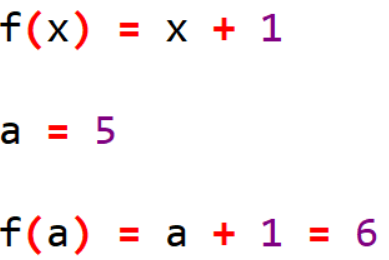 f(x) = x + 1
a = 5
f(a) = a + 1 = 6